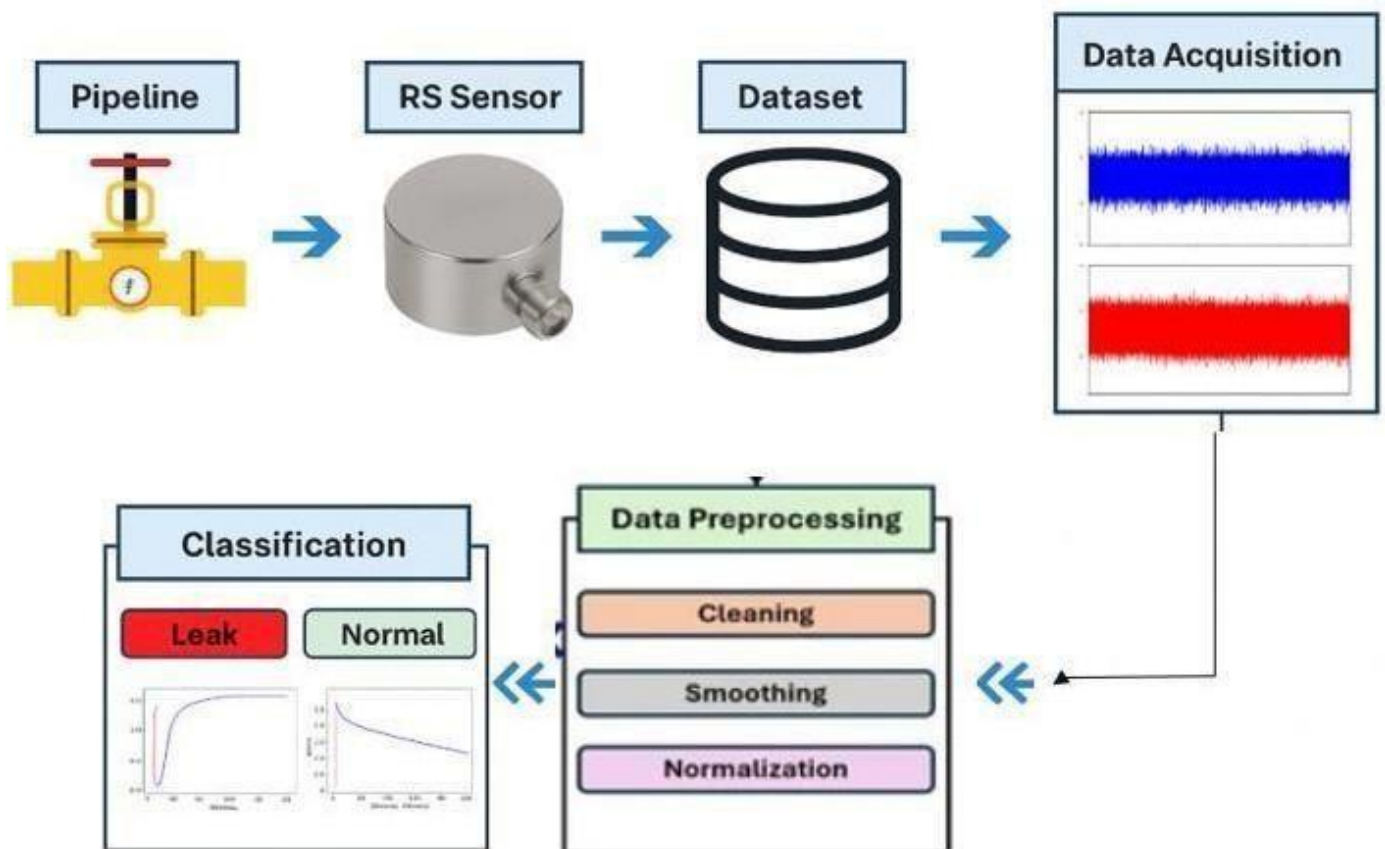 Pipeline
RS Sensor
Dataset
Data Acquisition
Data Preprocessing
Cleaning
Smoothing
Normalization
Classification
Leak
Normal